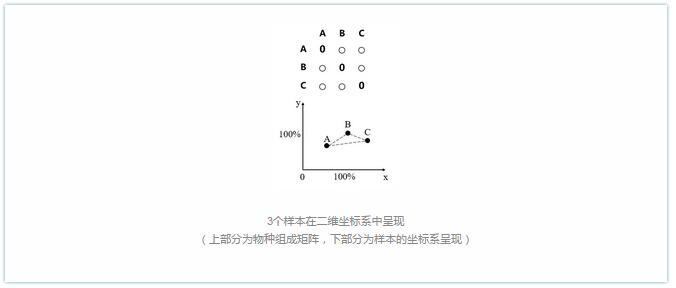 A B C
A 0 ○ ○
B ○ 0 ○
C ○ ○ 0
y
B
100% A C
0 100% x
3个样本在二维坐标系中呈现
（上部分为物种组成矩阵，下部分为样本的坐标系呈现）